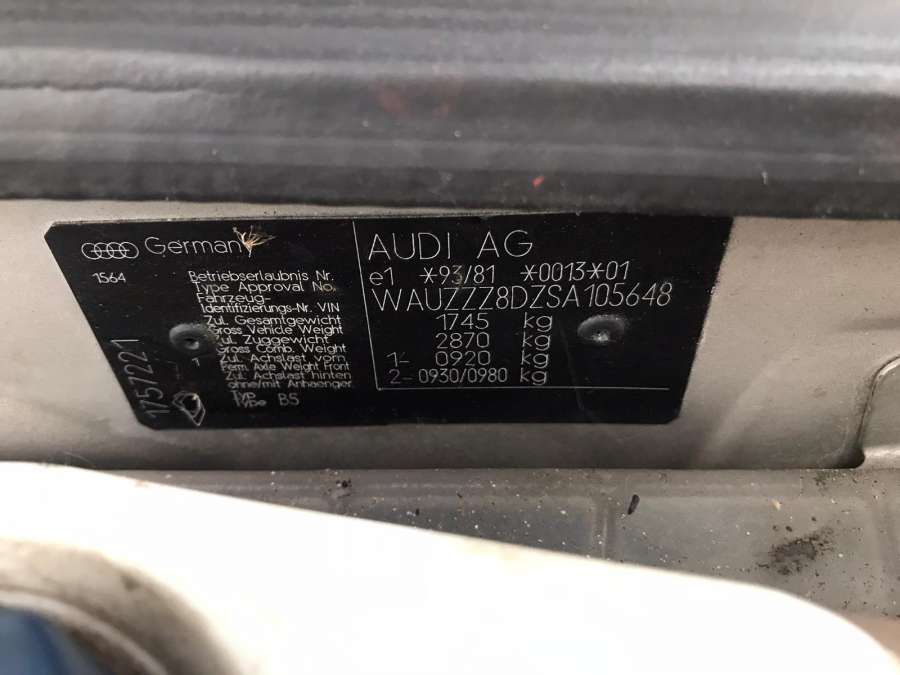 Germany
1564
Betriebserlaubnis Nr.
Type Approval No.
Fahrzeug-
Identifizierungs-Nr. VIN
Zul. Gesamtgewicht
Gross Vehicle Weight
Zul. Zuggewicht
Gross Comb. Weight
Zul. Achslast vorn
Perm. Axle Weight Front
Zul. Achslast hinten
ohne/mit Anhaenger
Typ
Type B5
1757221
AUDI AG
e1 *93/81 *0013*01
WAUZZZ8DZSA105648
1745 kg
2870 kg
1- 0920 kg
2- 0930/0980 kg